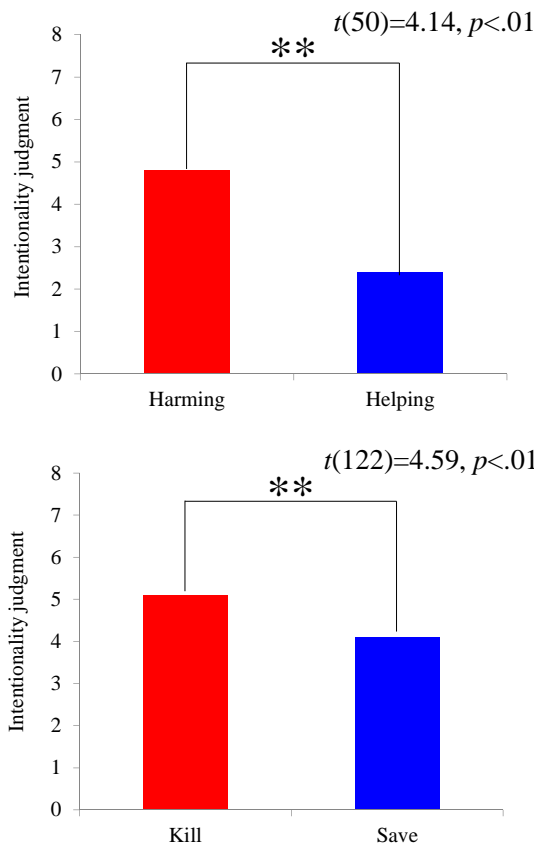 t(50)=4.14, p<.01
**
8
7
6
5
4
3
2
1
0
Intentionality judgment
Harming
Helping
t(122)=4.59, p<.01
**
8
7
6
5
4
3
2
1
0
Intentionality judgment
Kill
Save